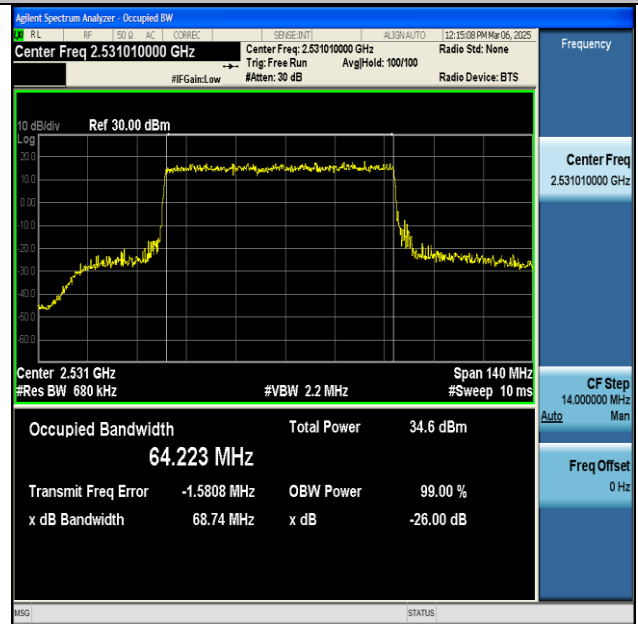 Agilent Spectrum Analyzer - Occupied BW
LXI RL RF 50 Ω AC CORREC SENSE:INT ALIGN AUTO 12:15:08 PM Mar 06, 2025
Center Freq 2.531010000 GHz
Center Freq: 2.531010000 GHz
Radio Std: None
Trig: Free Run Avg|Hold: 100/100
#IFGain:Low #Atten: 30 dB Radio Device: BTS
10 dB/div Ref 30.00 dBm
Log
20.0
10.0
0.00
-10.0
-20.0
-30.0
-40.0
-50.0
-60.0
Center 2.531 GHz Span 140 MHz
#Res BW 680 kHz #VBW 2.2 MHz #Sweep 10 ms
Occupied Bandwidth Total Power 34.6 dBm
64.223 MHz
Transmit Freq Error -1.5808 MHz OBW Power 99.00 %
x dB Bandwidth 68.74 MHz x dB -26.00 dB
MSG STATUS
Frequency
Center Freq
2.531010000 GHz
CF Step
14.000000 MHz
Auto Man
Freq Offset
0 Hz